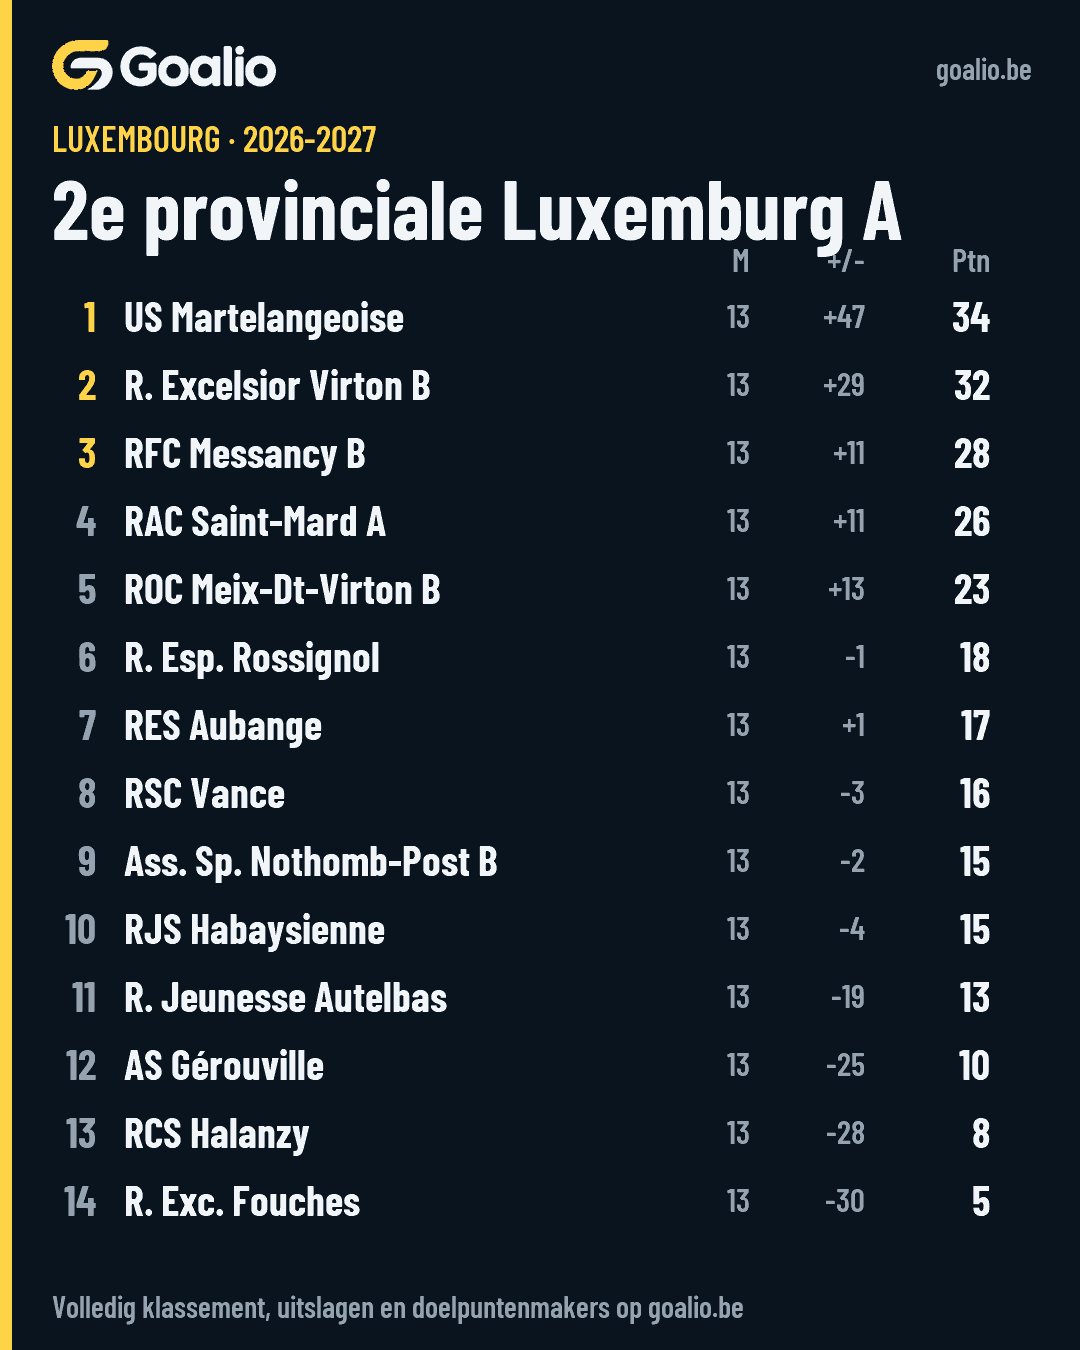 Goalio
goalio.be
LUXEMBOURG · 2026-2027
2e provinciale Luxemburg A
M +/- Ptn
1 US Martelangeoise 13 +47 34
2 R. Excelsior Virton B 13 +29 32
3 RFC Messancy B 13 +11 28
4 RAC Saint-Mard A 13 +11 26
5 ROC Meix-Dt-Virton B 13 +13 23
6 R. Esp. Rossignol 13 -1 18
7 RES Aubange 13 +1 17
8 RSC Vance 13 -3 16
9 Ass. Sp. Nothomb-Post B 13 -2 15
10 RJS Habaysienne 13 -4 15
11 R. Jeunesse Autelbas 13 -19 13
12 AS Gérouville 13 -25 10
13 RCS Halanzy 13 -28 8
14 R. Exc. Fouches 13 -30 5
Volledig klassement, uitslagen en doelpuntenmakers op goalio.be